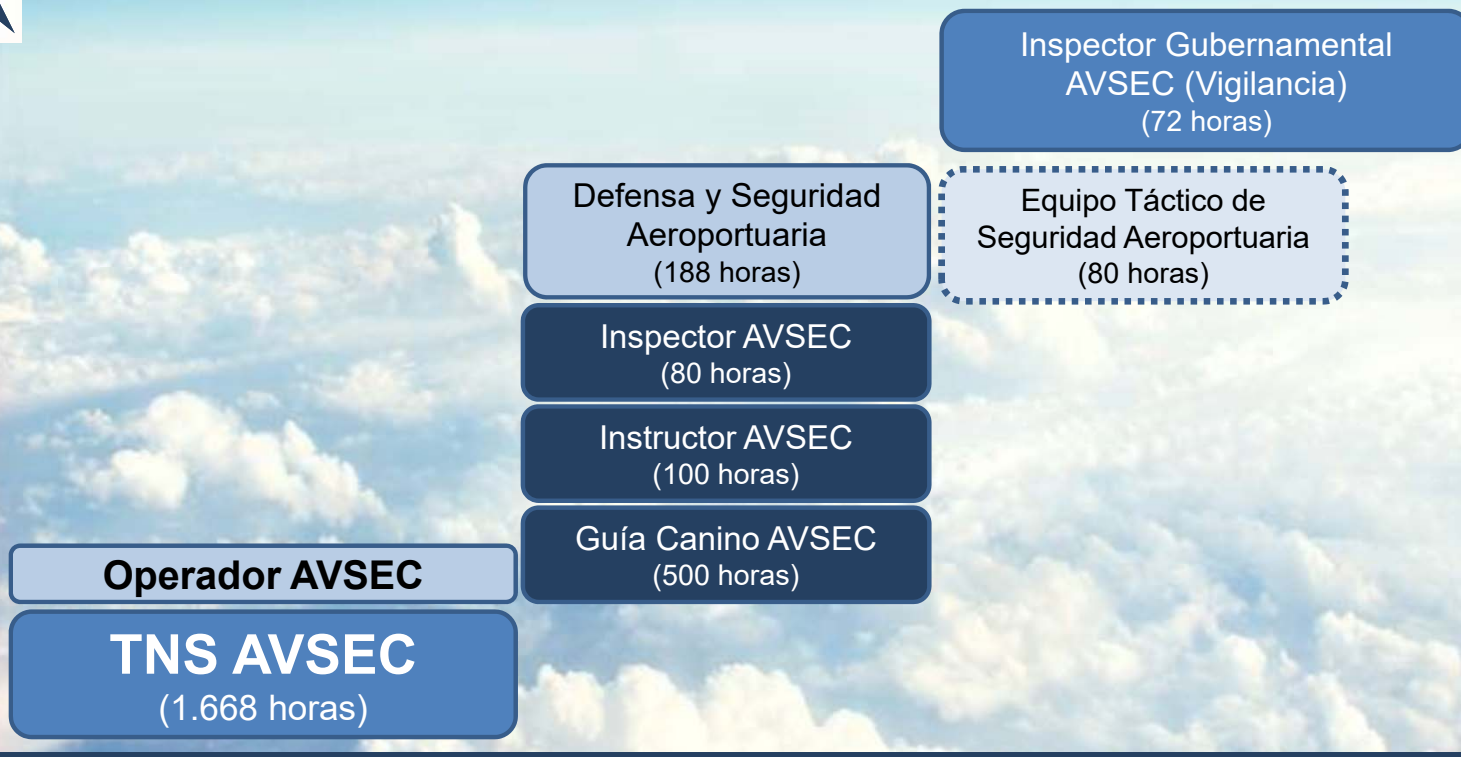 Inspector Gubernamental
AVSEC (Vigilancia)
(72 horas)
Defensa y Seguridad
Aeroportuaria
(188 horas)
Equipo Táctico de
Seguridad Aeroportuaria
(80 horas)
Inspector AVSEC
(80 horas)
Instructor AVSEC
(100 horas)
Guía Canino AVSEC
(500 horas)
Operador AVSEC
TNS AVSEC
(1.668 horas)